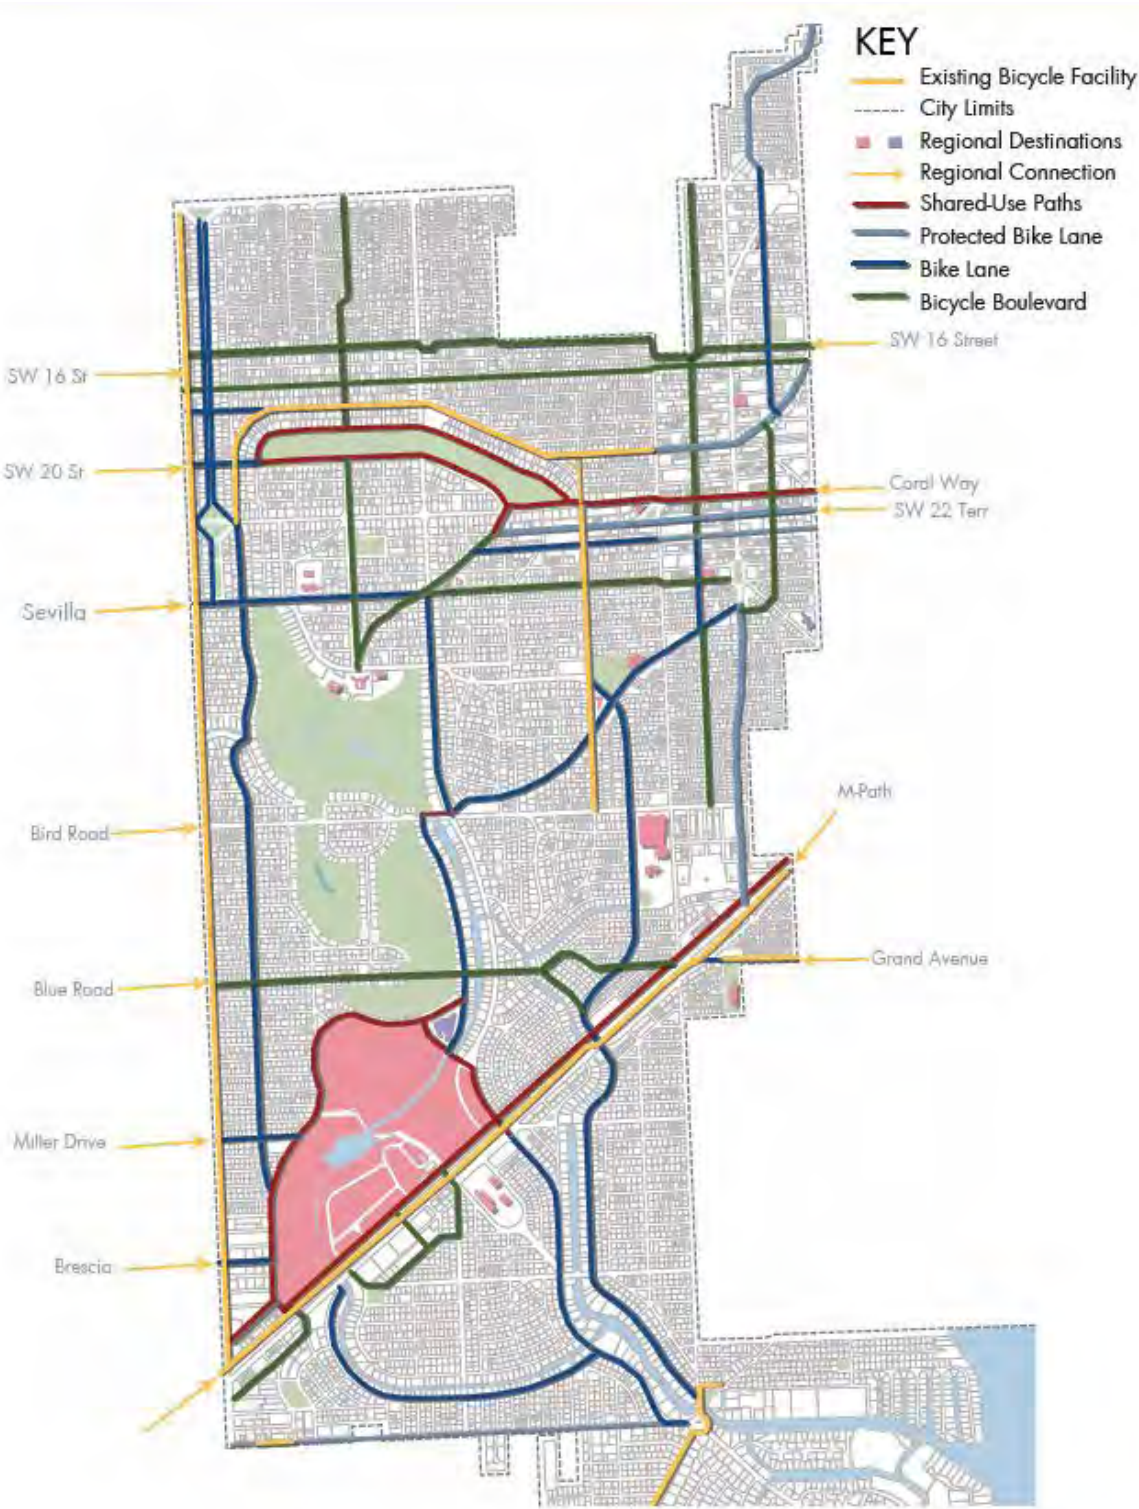 KEY
Existing Bicycle Facility
City Limits
Regional Destinations
Regional Connection
Shared-Use Paths
Protected Bike Lane
Bike Lane
Bicycle Boulevard
SW 16 Street
SW 16 St
SW 20 St
Coral Way
SW 22 Terr
Sevilla
M-Path
Bird Road
Grand Avenue
Blue Road
Miller Drive
Brescia